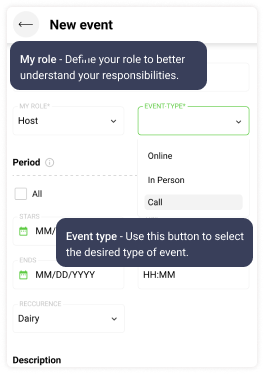 New event
My role - Define your role to better
understand your responsibilities.
MY ROLE*
EVENT TYPE*
Host
Online
Period
In Person
All
Call
STARS
MM/
Event type - Use this button to select
the desired type of event.
ENDS
MM/DD/YYYY
HH:MM
RECCURENCE
Dairy
Description